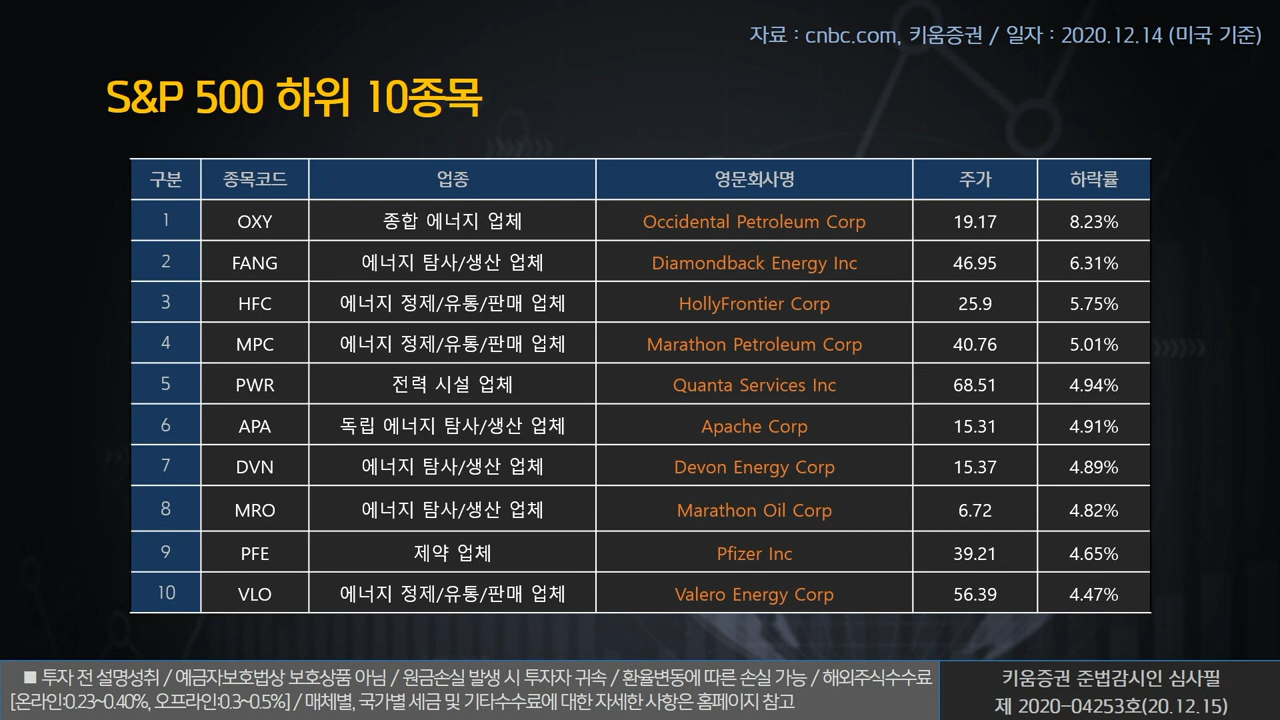 자료 : cnbc.com, 키움증권 / 일자 : 2020.12.14 (미국 기준)
S&P 500 하위 10종목
구분 종목코드 업종 영문회사명 주가 하락률
1 OXY 종합 에너지 업체 Occidental Petroleum Corp 19.17 8.23%
2 FANG 에너지 탐사/생산 업체 Diamondback Energy Inc 46.95 6.31%
3 HFC 에너지 정제/유통/판매 업체 HollyFrontier Corp 25.9 5.75%
4 MPC 에너지 정제/유통/판매 업체 Marathon Petroleum Corp 40.76 5.01%
5 PWR 전력 시설 업체 Quanta Services Inc 68.51 4.94%
6 APA 독립 에너지 탐사/생산 업체 Apache Corp 15.31 4.91%
7 DVN 에너지 탐사/생산 업체 Devon Energy Corp 15.37 4.89%
8 MRO 에너지 탐사/생산 업체 Marathon Oil Corp 6.72 4.82%
9 PFE 제약 업체 Pfizer Inc 39.21 4.65%
10 VLO 에너지 정제/유통/판매 업체 Valero Energy Corp 56.39 4.47%
■ 투자 전 설명성취 / 예금자보호법상 보호상품 아님 / 원금손실 발생 시 투자자 귀속 / 환율변동에 따른 손실 가능 / 해외주식수수료
[온라인:0.23~0.40%, 오프라인:0.3~0.5%] / 매체별, 국가별 세금 및 기타수수료에 대한 자세한 사항은 홈페이지 참고
키움증권 준법감시인 심사필
제 2020-04253호(20.12.15)